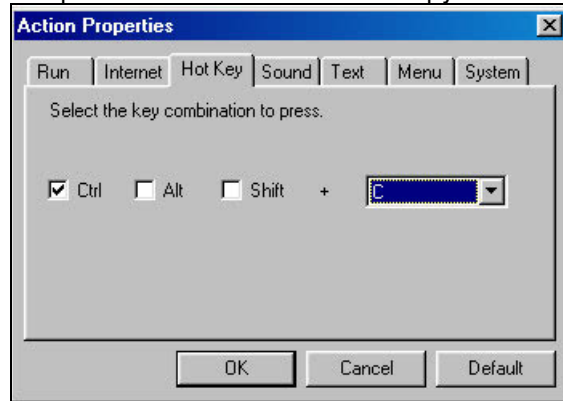 Action Properties
Run Internet Hot Key Sound Text Menu System
Select the key combination to press.
Ctrl Alt Shift + C
OK Cancel Default